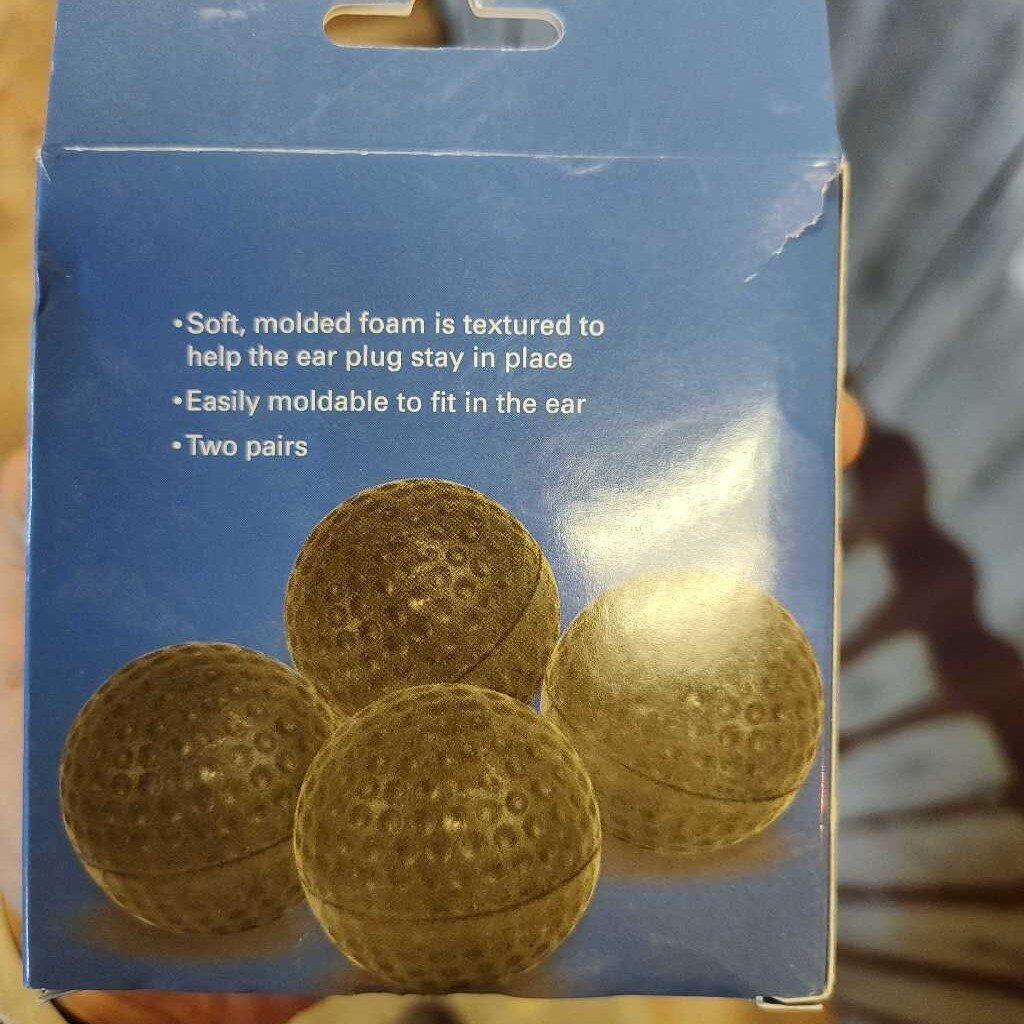 •Soft, molded foam is textured to
help the ear plug stay in place
•Easily moldable to fit in the ear
•Two pairs